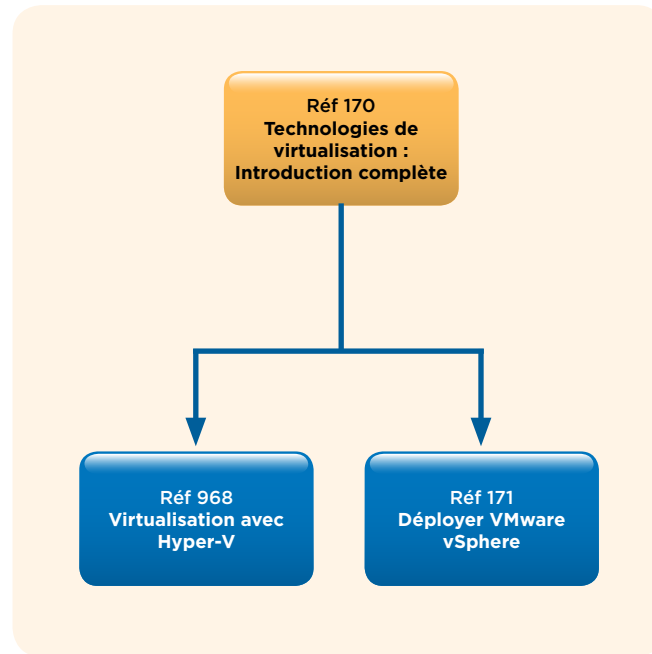 Réf 170
Technologies de
virtualisation :
Introduction complète
Réf 968
Virtualisation avec
Hyper-V
Réf 171
Déployer VMware
vSphere